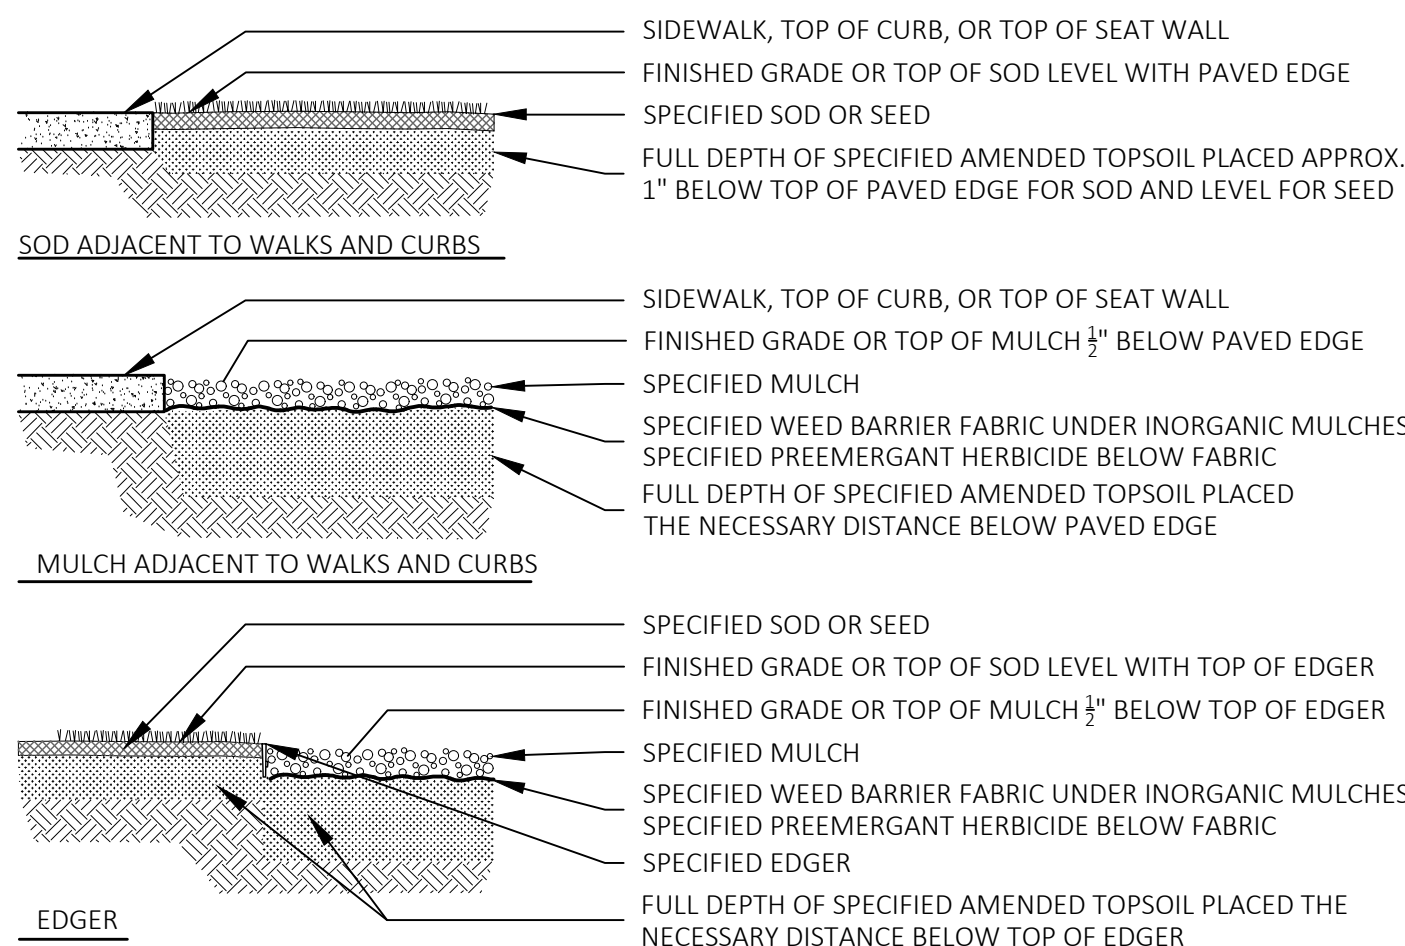 SIDEWALK, TOP OF CURB, OR TOP OF SEAT WALL
FINISHED GRADE OR TOP OF SOD LEVEL WITH PAVED EDGE
SPECIFIED SOD OR SEED
FULL DEPTH OF SPECIFIED AMENDED TOPSOIL PLACED APPROX.
1" BELOW TOP OF PAVED EDGE FOR SOD AND LEVEL FOR SEED
SOD ADJACENT TO WALKS AND CURBS
SIDEWALK, TOP OF CURB, OR TOP OF SEAT WALL
FINISHED GRADE OR TOP OF MULCH ½" BELOW PAVED EDGE
SPECIFIED MULCH
SPECIFIED WEED BARRIER FABRIC UNDER INORGANIC MULCHES
SPECIFIED PREEMERGANT HERBICIDE BELOW FABRIC
FULL DEPTH OF SPECIFIED AMENDED TOPSOIL PLACED
THE NECESSARY DISTANCE BELOW PAVED EDGE
MULCH ADJACENT TO WALKS AND CURBS
SPECIFIED SOD OR SEED
FINISHED GRADE OR TOP OF SOD LEVEL WITH TOP OF EDGER
FINISHED GRADE OR TOP OF MULCH ½" BELOW TOP OF EDGER
SPECIFIED MULCH
SPECIFIED WEED BARRIER FABRIC UNDER INORGANIC MULCHES
SPECIFIED PREEMERGANT HERBICIDE BELOW FABRIC
SPECIFIED EDGER
FULL DEPTH OF SPECIFIED AMENDED TOPSOIL PLACED THE
NECESSARY DISTANCE BELOW TOP OF EDGER
EDGER